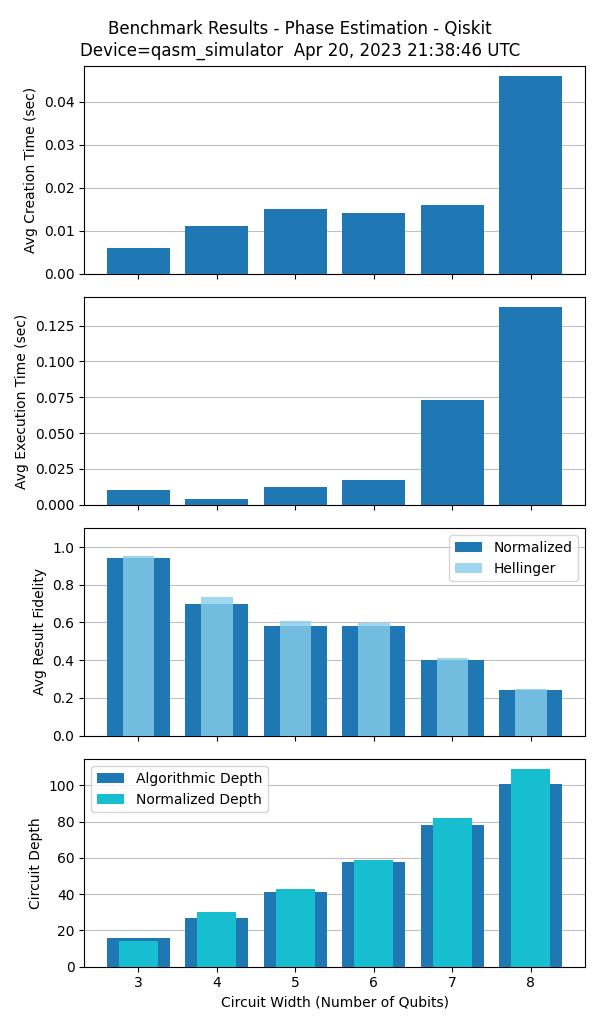 Benchmark Results - Phase Estimation - Qiskit
Device=qasm_simulator  Apr 20, 2023 21:38:46 UTC
Avg Creation Time (sec)
0.04
0.03
0.02
0.01
0.00
Avg Execution Time (sec)
0.125
0.100
0.075
0.050
0.025
0.000
Avg Result Fidelity
1.0
0.8
0.6
0.4
0.2
0.0
Normalized
Hellinger
Circuit Depth
100
80
60
40
20
0
Algorithmic Depth
Normalized Depth
3 4 5 6 7 8
Circuit Width (Number of Qubits)